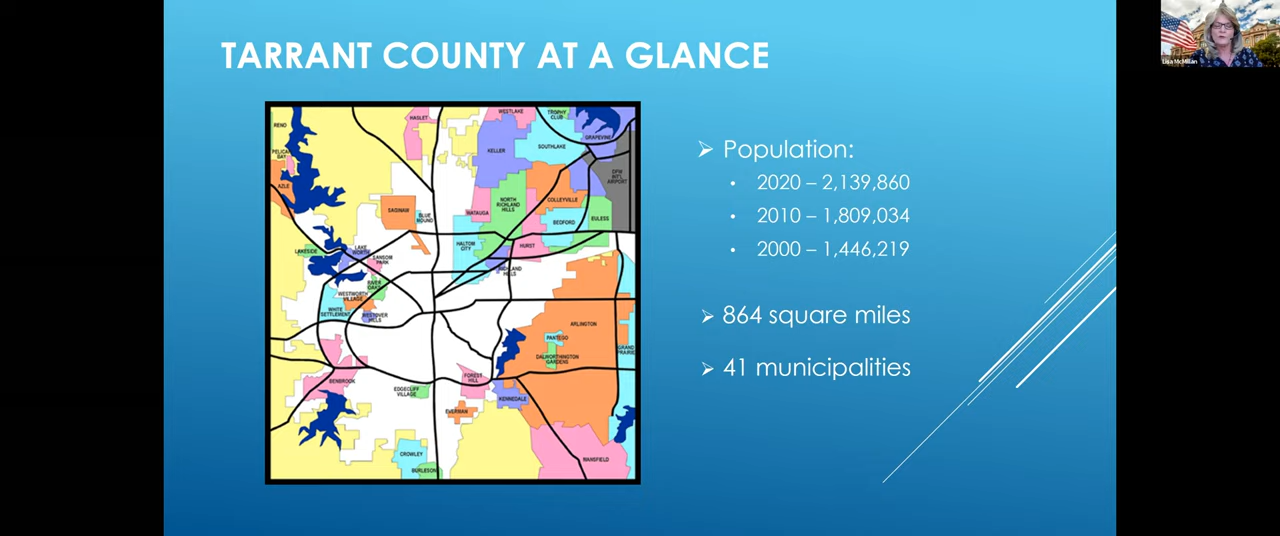 TARRANT COUNTY AT A GLANCE
Lisa McMillan
RENO
HASLET
WESTLAKE
TROPHY
CLUB
GRAPEVINE
PELICAN
BAY
KELLER
SOUTHLAKE
DFW
INT'L
AIRPORT
AZLE
SAGINAW
BLUE
MOUND
WATAUGA
NORTH
RICHLAND
HILLS
COLLEYVILLE
BEDFORD
EULESS
LAKESIDE
LAKE
WORTH
SANSOM
PARK
HALTOM
CITY
HURST
RICHLAND
HILLS
RIVER
OAKS
WESTWORTH
VILLAGE
WHITE
SETTLEMENT
WESTOVER
HILLS
ARLINGTON
PANTEGO
DALWORTHINGTON
GARDENS
GRAND
PRAIRIE
BENBROOK
EDGECLIFF
VILLAGE
FOREST
HILL
KENNEDALE
EVERMAN
CROWLEY
BURLESON
MANSFIELD
➢ Population:
• 2020 – 2,139,860
• 2010 – 1,809,034
• 2000 – 1,446,219
➢ 864 square miles
➢ 41 municipalities